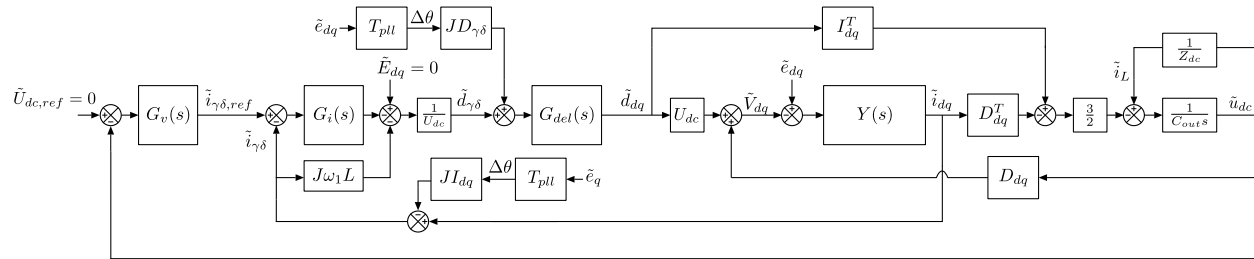 ẽ_dq
T_pll
Δθ
JD_γδ
I^T_dq
1/Z_dc
Ẽ_dq = 0
ẽ_dq
ĩ_L
Ũ_dc,ref = 0
G_v(s)
ĩ_γδ,ref
G_i(s)
1/U_dc
d̃_γδ
G_del(s)
d̃_dq
U_dc
Ṽ_dq
Y(s)
ĩ_dq
D^T_dq
3/2
1/C_out s
ũ_dc
ĩ_γδ
Jω_1L
JI_dq
Δθ
T_pll
ẽ_q
D_dq